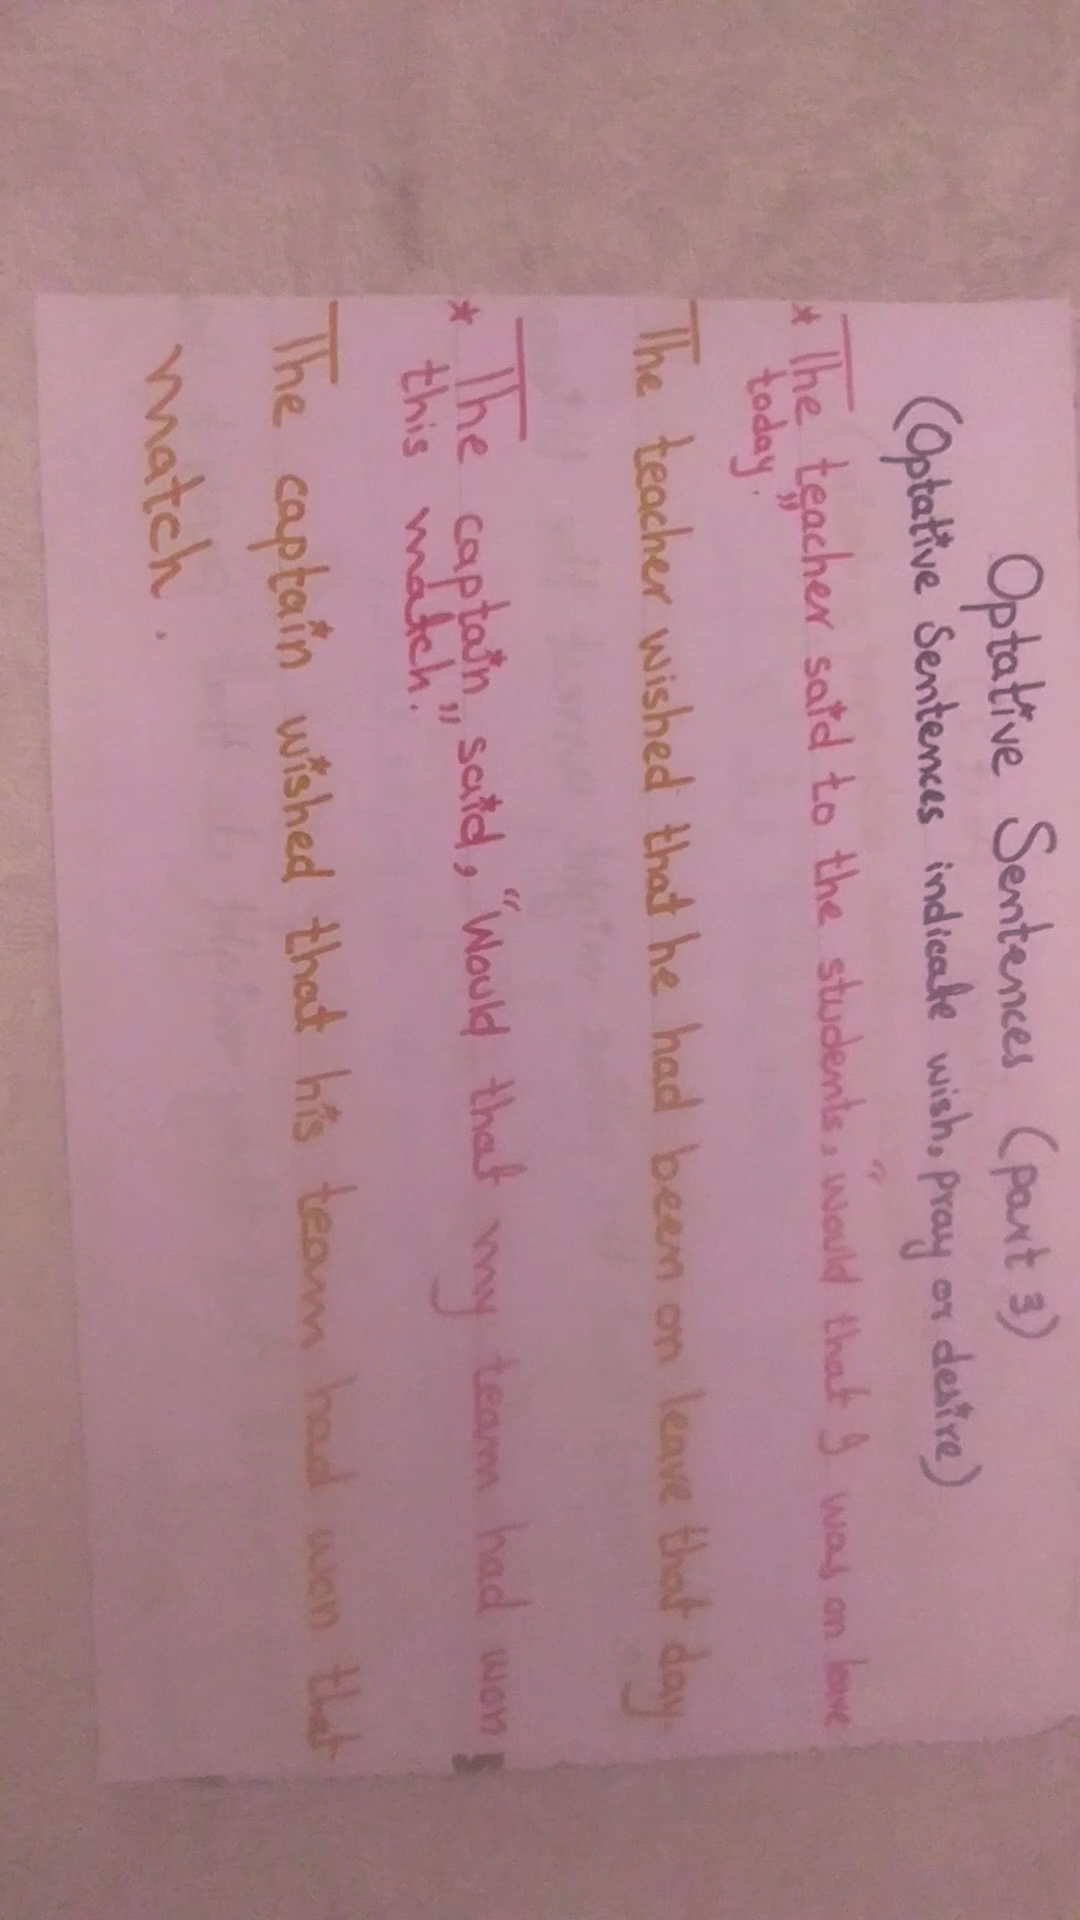 Optative Sentences (part 3)
(Optative Sentences indicate wish, pray or desire)
* The teacher said to the students, "would that I was on leave
today."
The teacher wished that he had been on leave that day.
* The captain said, "Would that my team had won
this match."
The captain wished that his team had won that
match.